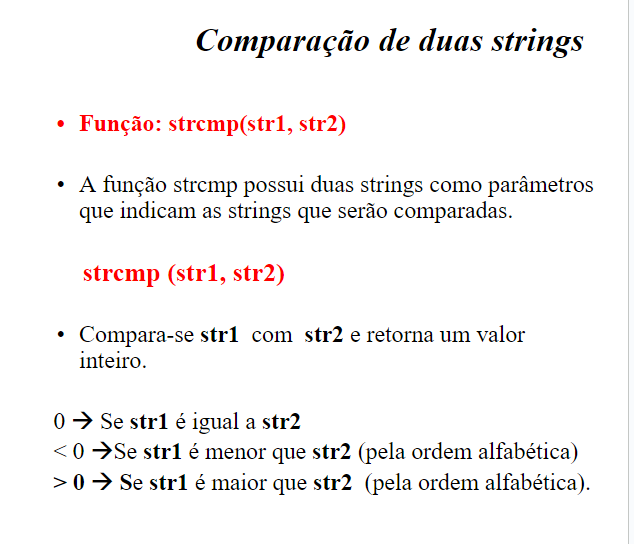 Comparação de duas strings
• Função: strcmp(str1, str2)
• A função strcmp possui duas strings como parâmetros
que indicam as strings que serão comparadas.
strcmp (str1, str2)
• Compara-se str1 com str2 e retorna um valor
inteiro.
0 → Se str1 é igual a str2
< 0 →Se str1 é menor que str2 (pela ordem alfabética)
> 0 → Se str1 é maior que str2 (pela ordem alfabética).